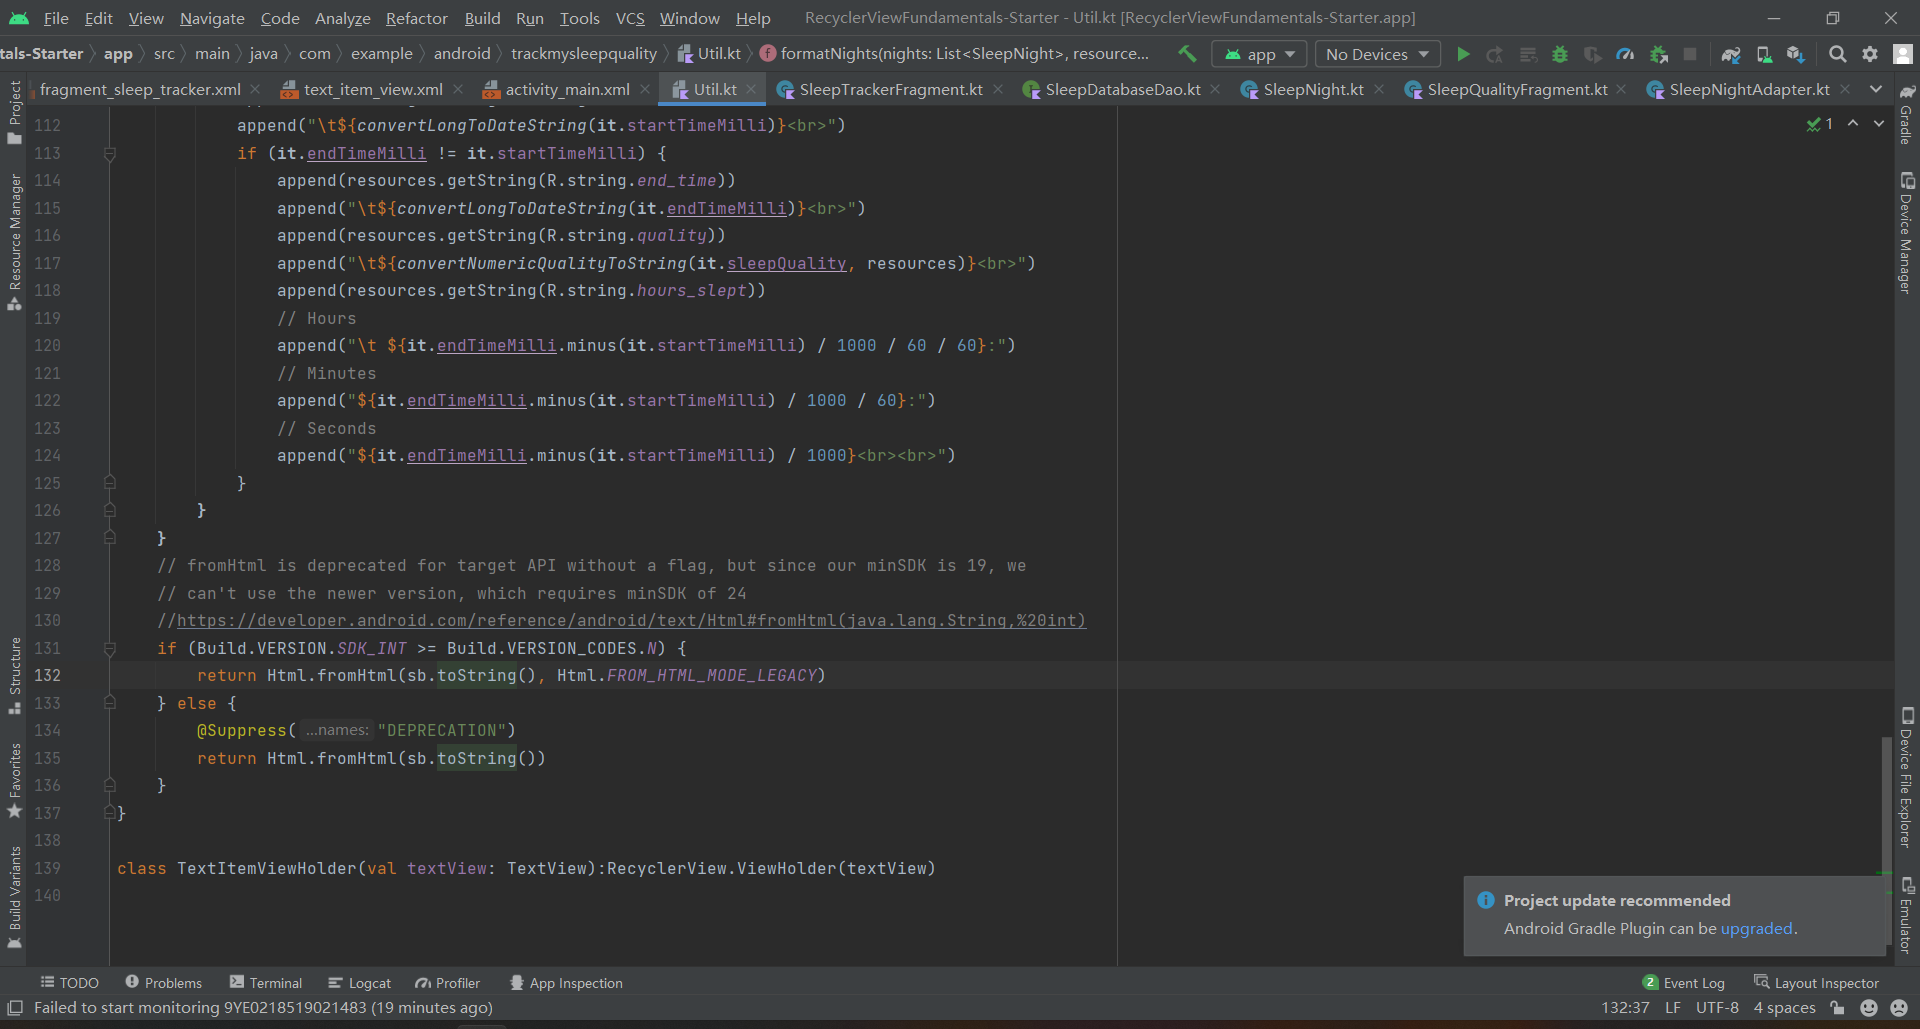 File Edit View Navigate Code Analyze Refactor Build Run Tools VCS Window Help RecyclerViewFundamentals-Starter - Util.kt [RecyclerViewFundamentals-Starter.app]
tals-Starter app src main java com example android trackmysleepquality Util.kt formatNights(nights: List<SleepNight>, resource... app No Devices
fragment_sleep_tracker.xml text_item_view.xml activity_main.xml Util.kt SleepTrackerFragment.kt SleepDatabaseDao.kt SleepNight.kt SleepQualityFragment.kt SleepNightAdapter.kt
Project
Resource Manager
Structure
Favorites
Build Variants
112 append("\t${convertLongToDateString(it.startTimeMilli)}<br>")
113 if (it.endTimeMilli != it.startTimeMilli) {
114 append(resources.getString(R.string.end_time))
115 append("\t${convertLongToDateString(it.endTimeMilli)}<br>")
116 append(resources.getString(R.string.quality))
117 append("\t${convertNumericQualityToString(it.sleepQuality, resources)}<br>")
118 append(resources.getString(R.string.hours_slept))
119 // Hours
120 append("\t ${it.endTimeMilli.minus(it.startTimeMilli) / 1000 / 60 / 60}:")
121 // Minutes
122 append("${it.endTimeMilli.minus(it.startTimeMilli) / 1000 / 60}:")
123 // Seconds
124 append("${it.endTimeMilli.minus(it.startTimeMilli) / 1000}<br><br>")
125 }
126 }
127 }
128 // fromHtml is deprecated for target API without a flag, but since our minSDK is 19, we
129 // can't use the newer version, which requires minSDK of 24
130 //https://developer.android.com/reference/android/text/Html#fromHtml(java.lang.String,%20int)
131 if (Build.VERSION.SDK_INT >= Build.VERSION_CODES.N) {
132 return Html.fromHtml(sb.toString(), Html.FROM_HTML_MODE_LEGACY)
133 } else {
134 @Suppress( ...names: "DEPRECATION")
135 return Html.fromHtml(sb.toString())
136 }
137 }
138
139 class TextItemViewHolder(val textView: TextView):RecyclerView.ViewHolder(textView)
140
1
Gradle
Device Manager
Device File Explorer
Emulator
Project update recommended
Android Gradle Plugin can be upgraded.
TODO Problems Terminal Logcat Profiler App Inspection 2 Event Log Layout Inspector
Failed to start monitoring 9YE0218519021483 (19 minutes ago) 132:37 LF UTF-8 4 spaces